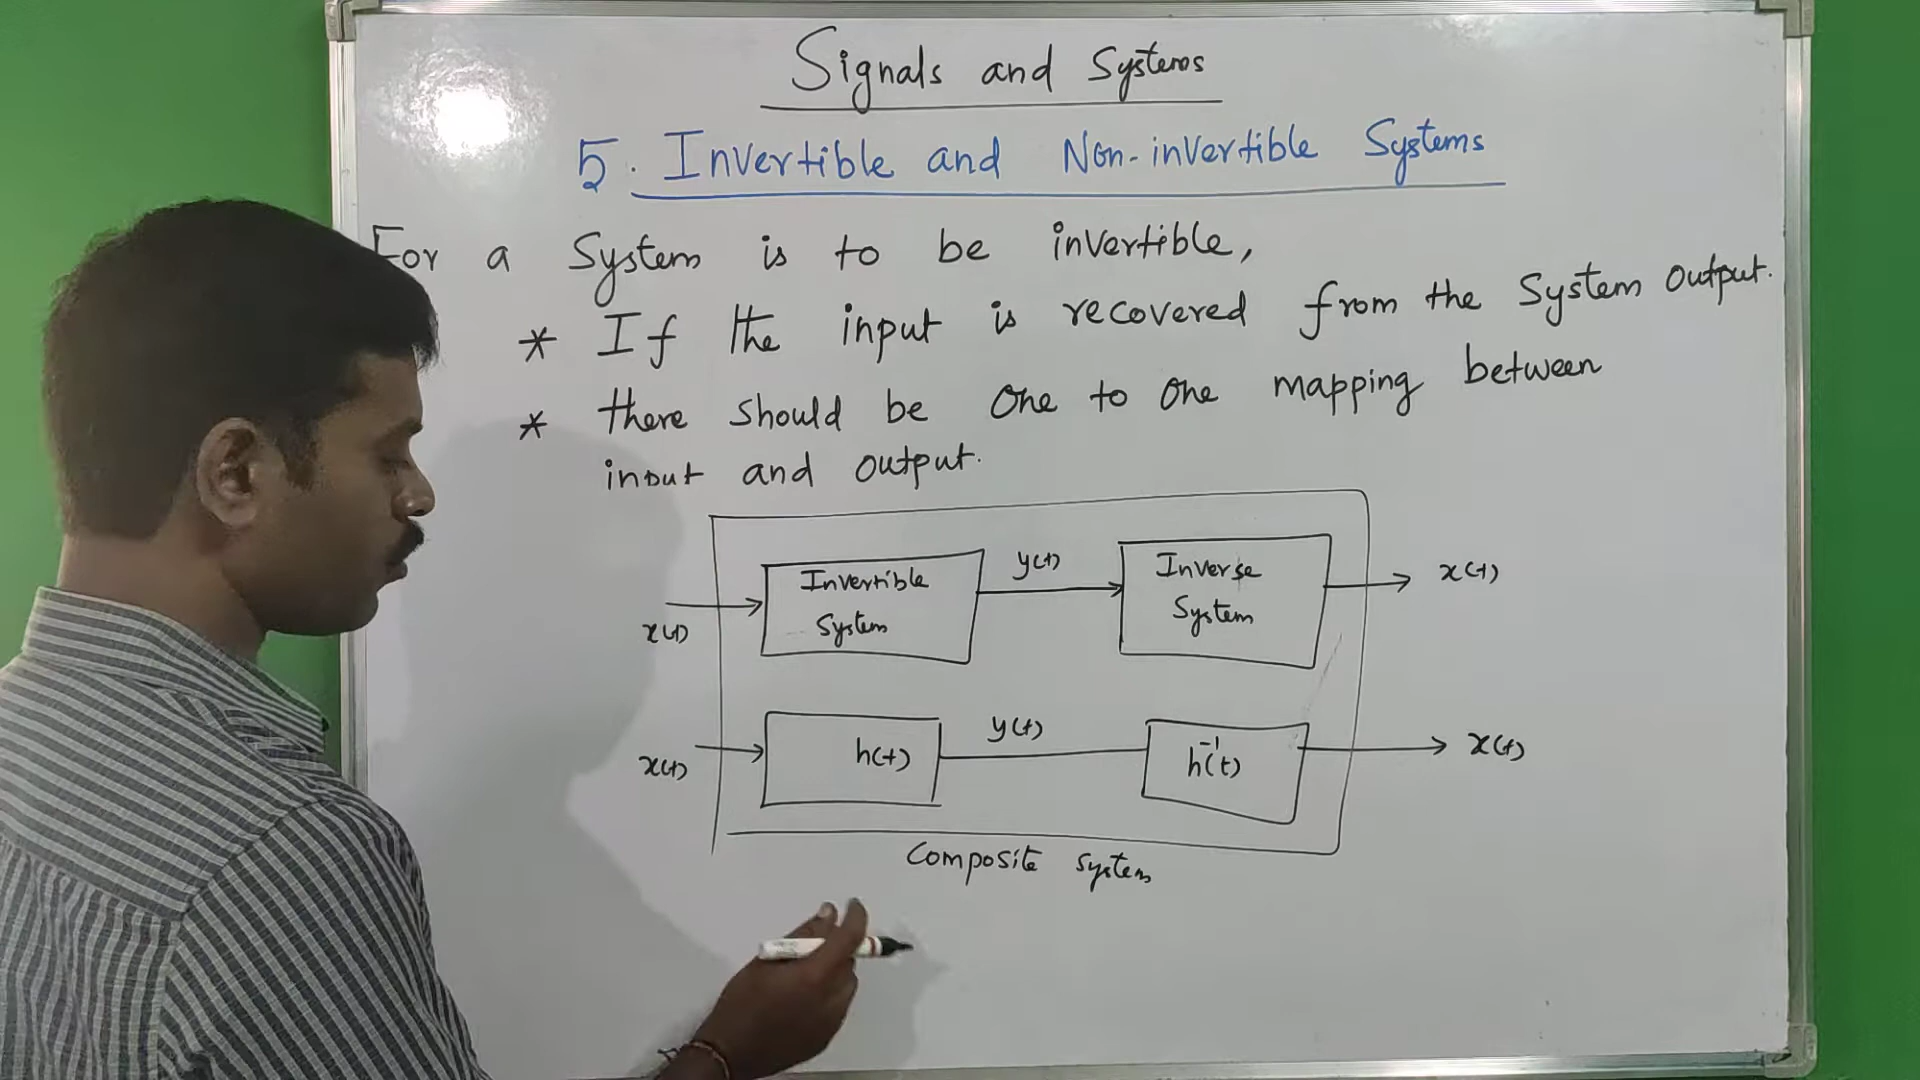 Signals and Systems
5. Invertible and Non-invertible Systems
For a System is to be invertible,
* If the input is recovered from the System output.
* there should be one to one mapping between
input and output.
x(t)
Invertible
System
y(t)
Inverse
System
x(t)
x(t)
h(t)
y(t)
h⁻¹(t)
x(t)
Composite system